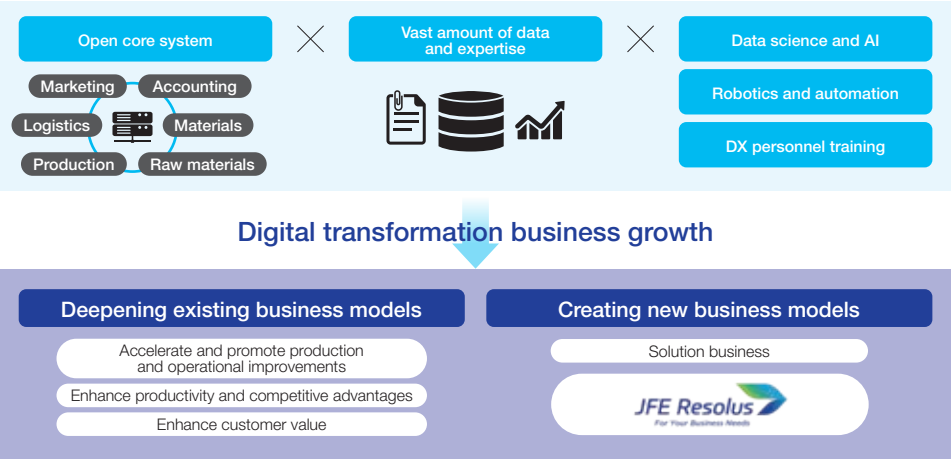 Open core system
Vast amount of data
and expertise
Data science and AI
Marketing
Accounting
Logistics
Materials
Production
Raw materials
Robotics and automation
DX personnel training
Digital transformation business growth
Deepening existing business models
Accelerate and promote production
and operational improvements
Enhance productivity and competitive advantages
Enhance customer value
Creating new business models
Solution business
JFE Resolus
For Your Business Needs